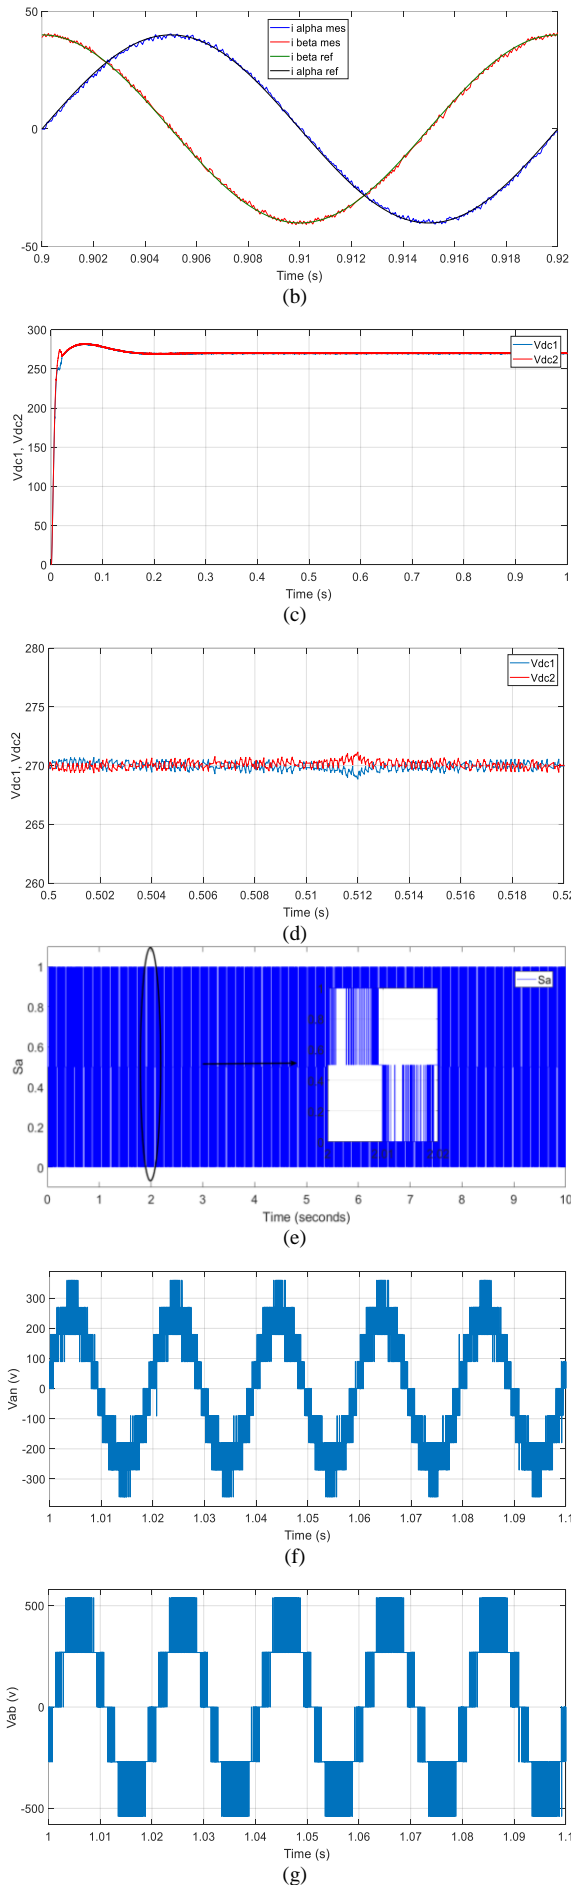 50
0
-50
i alpha mes
i beta mes
i beta ref
i alpha ref
0.9 0.902 0.904 0.906 0.908 0.91 0.912 0.914 0.916 0.918 0.92
Time (s)
(b)
300
250
200
150
100
50
0
Vdc1, Vdc2
Vdc1
Vdc2
0 0.1 0.2 0.3 0.4 0.5 0.6 0.7 0.8 0.9 1
Time (s)
(c)
280
275
270
265
260
Vdc1, Vdc2
Vdc1
Vdc2
0.5 0.502 0.504 0.506 0.508 0.51 0.512 0.514 0.516 0.518 0.52
Time (s)
(d)
1
0.8
0.6
0.4
0.2
0
Sa
Sa
0 1 2 3 4 5 6 7 8 9 10
Time (seconds)
(e)
300
200
100
0
-100
-200
-300
Van (v)
1 1.01 1.02 1.03 1.04 1.05 1.06 1.07 1.08 1.09 1.1
Time (s)
(f)
500
0
-500
Vab (v)
1 1.01 1.02 1.03 1.04 1.05 1.06 1.07 1.08 1.09 1.1
Time (s)
(g)